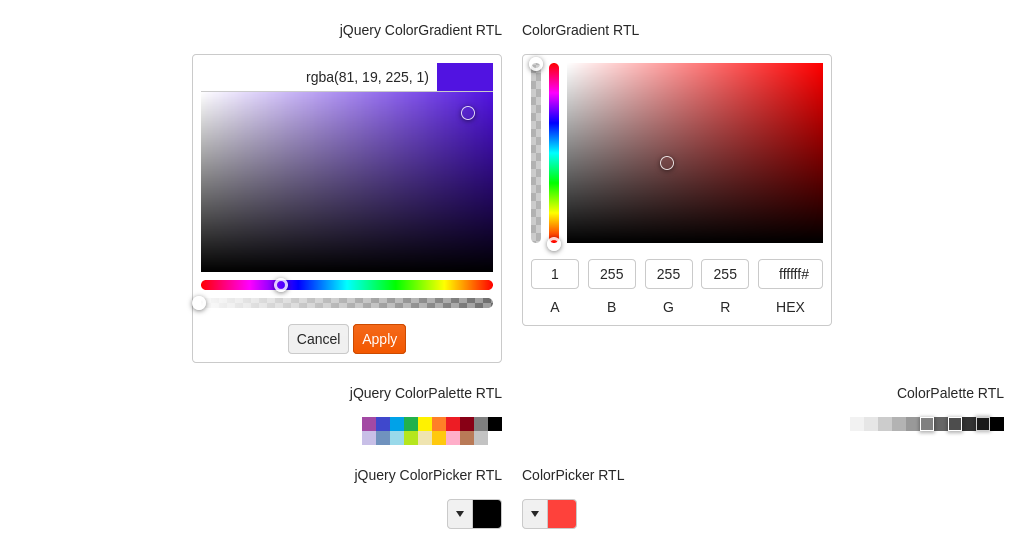 jQuery ColorGradient RTL
ColorGradient RTL
rgba(81, 19, 225, 1)
Cancel Apply
1 255 255 255 ffffff#
A B G R HEX
jQuery ColorPalette RTL
ColorPalette RTL
jQuery ColorPicker RTL
ColorPicker RTL